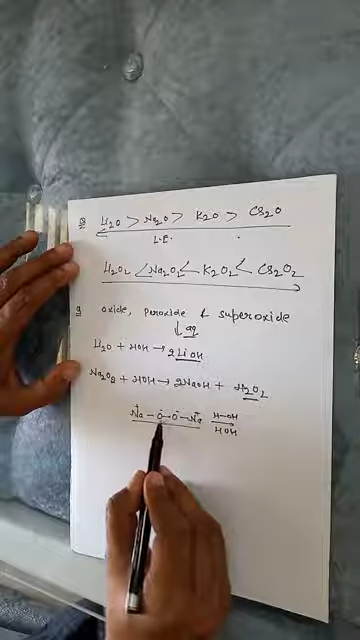 Li2O > Na2O > K2O > Cs2O
L.E.
Li2O2 < Na2O2 < K2O2 < Cs2O2
oxide, peroxide & superoxide
↓ aq
Li2O + HOH → 2LiOH
Na2O2 + HOH → 2NaOH + H2O2
Na+ – O- – O- – Na+ H–OH →
HOH